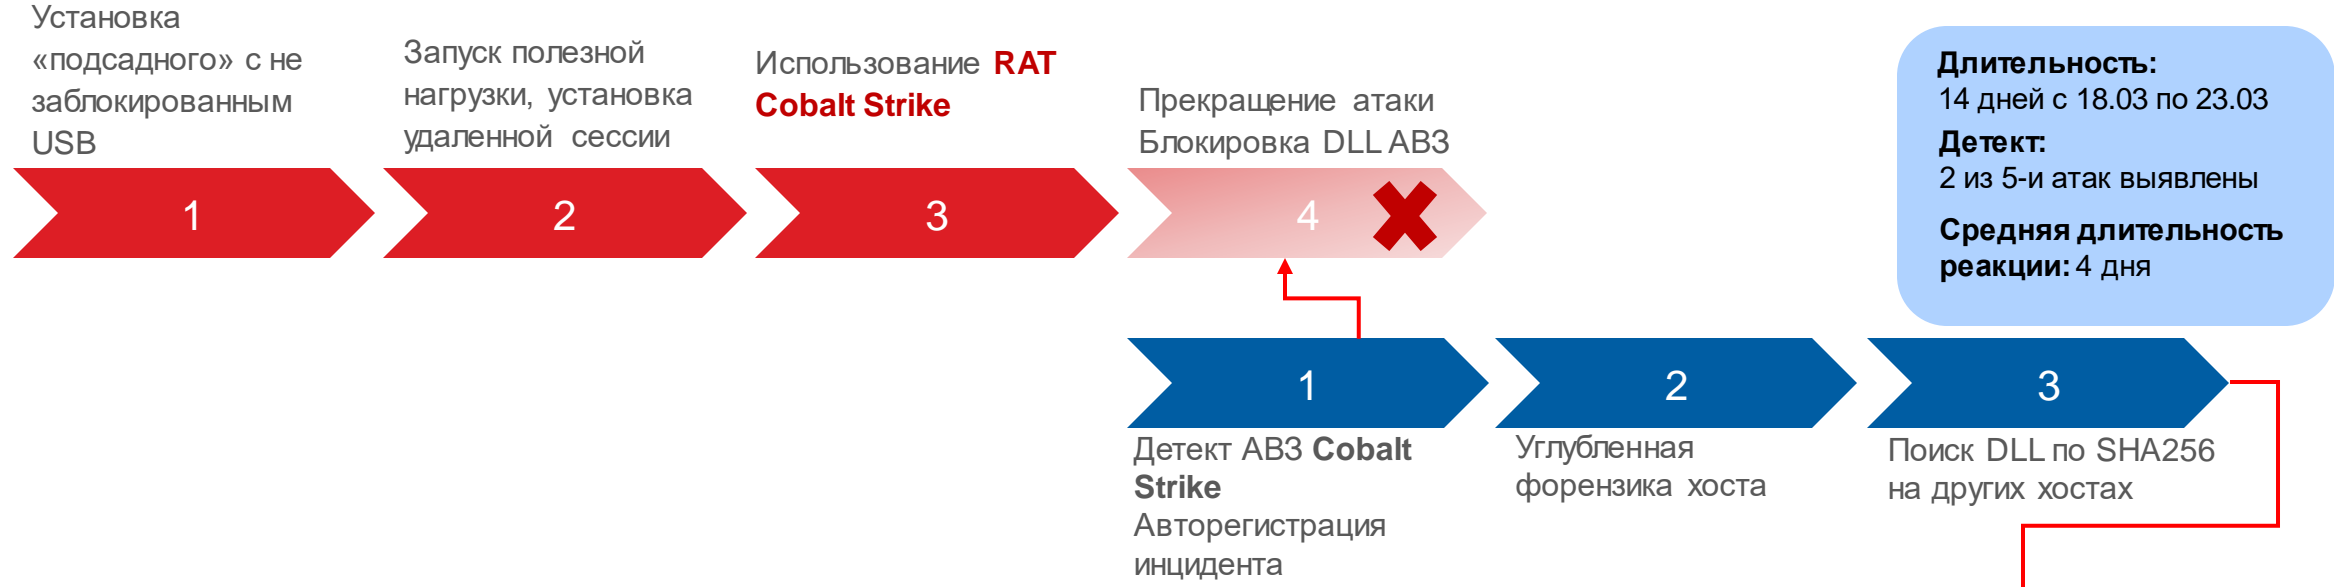 Установка
«подсадного» с не
заблокированным
USB
1
Запуск полезной
нагрузки, установка
удаленной сессии
2
Использование RAT
Cobalt Strike
3
Прекращение атаки
Блокировка DLL АВЗ
4
Длительность:
14 дней с 18.03 по 23.03
Детект:
2 из 5-и атак выявлены
Средняя длительность
реакции: 4 дня
1
Детект АВЗ Cobalt
Strike
Авторегистрация
инцидента
2
Углубленная
форензика хоста
3
Поиск DLL по SHA256
на других хостах